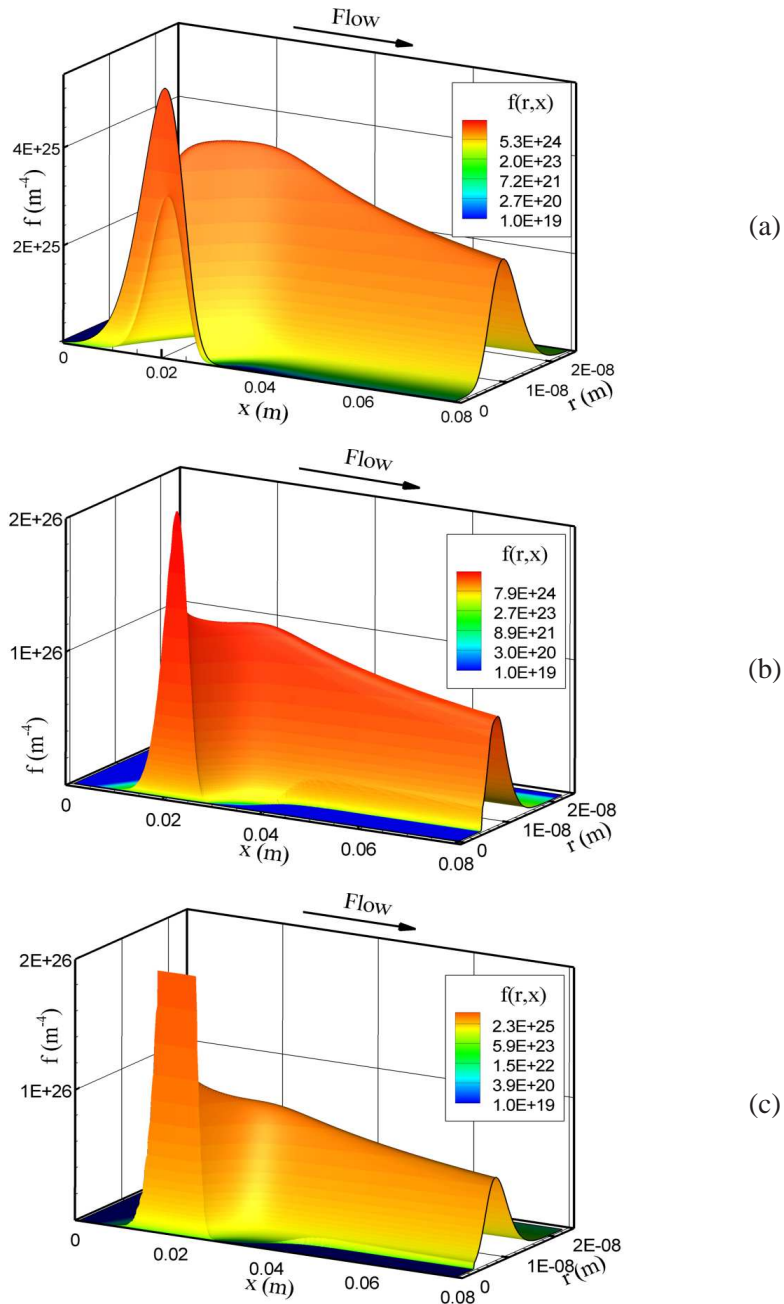 Flow
f(r,x)
5.3E+24
2.0E+23
7.2E+21
2.7E+20
1.0E+19
4E+25
2E+25
f (m-4)
0
0.02
0.04
0.06
0.08
x (m)
0
1E-08
2E-08
r (m)
(a)
Flow
f(r,x)
7.9E+24
2.7E+23
8.9E+21
3.0E+20
1.0E+19
2E+26
1E+26
f (m-4)
0
0.02
0.04
0.06
0.08
x (m)
0
1E-08
2E-08
r (m)
(b)
Flow
f(r,x)
2.3E+25
5.9E+23
1.5E+22
3.9E+20
1.0E+19
2E+26
1E+26
f (m-4)
0
0.02
0.04
0.06
0.08
x (m)
0
1E-08
2E-08
r (m)
(c)